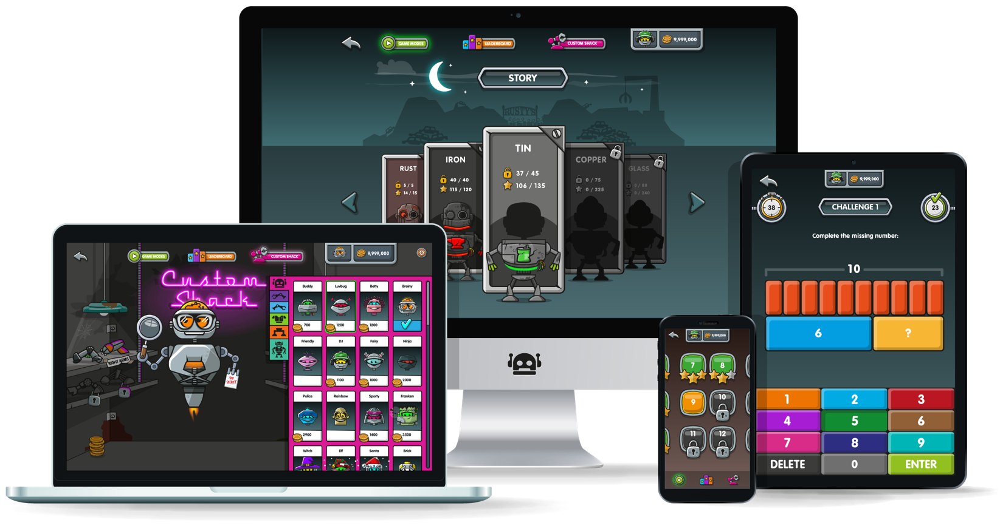 GAME MODES
LEADERBOARD
CUSTOM SHACK
9,999,000
STORY
RUSTY'S
RUST
5 / 5
14 / 15
IRON
40 / 40
115 / 120
TIN
37 / 45
106 / 135
COPPER
0 / 75
0 / 225
GLASS
0 / 80
0 / 240
GAME MODES
LEADERBOARD
CUSTOM SHACK
9,999,000
Custom
Shack
RIGHT ARMS
TOP
SECRET
Buddy
Luvbug
Betty
Brainy
700
1200
1200
Friendly
DJ
Fairy
Ninja
1100
1000
2000
Police
Rainbow
Sporty
Franken
2900
1400
3500
Witch
Elf
Santa
Brick
9,999,000
7
8
9
10
11
12
9,999,000
38
CHALLENGE 1
23
Complete the missing number:
10
6
?
1
2
3
4
5
6
7
8
9
DELETE
0
ENTER